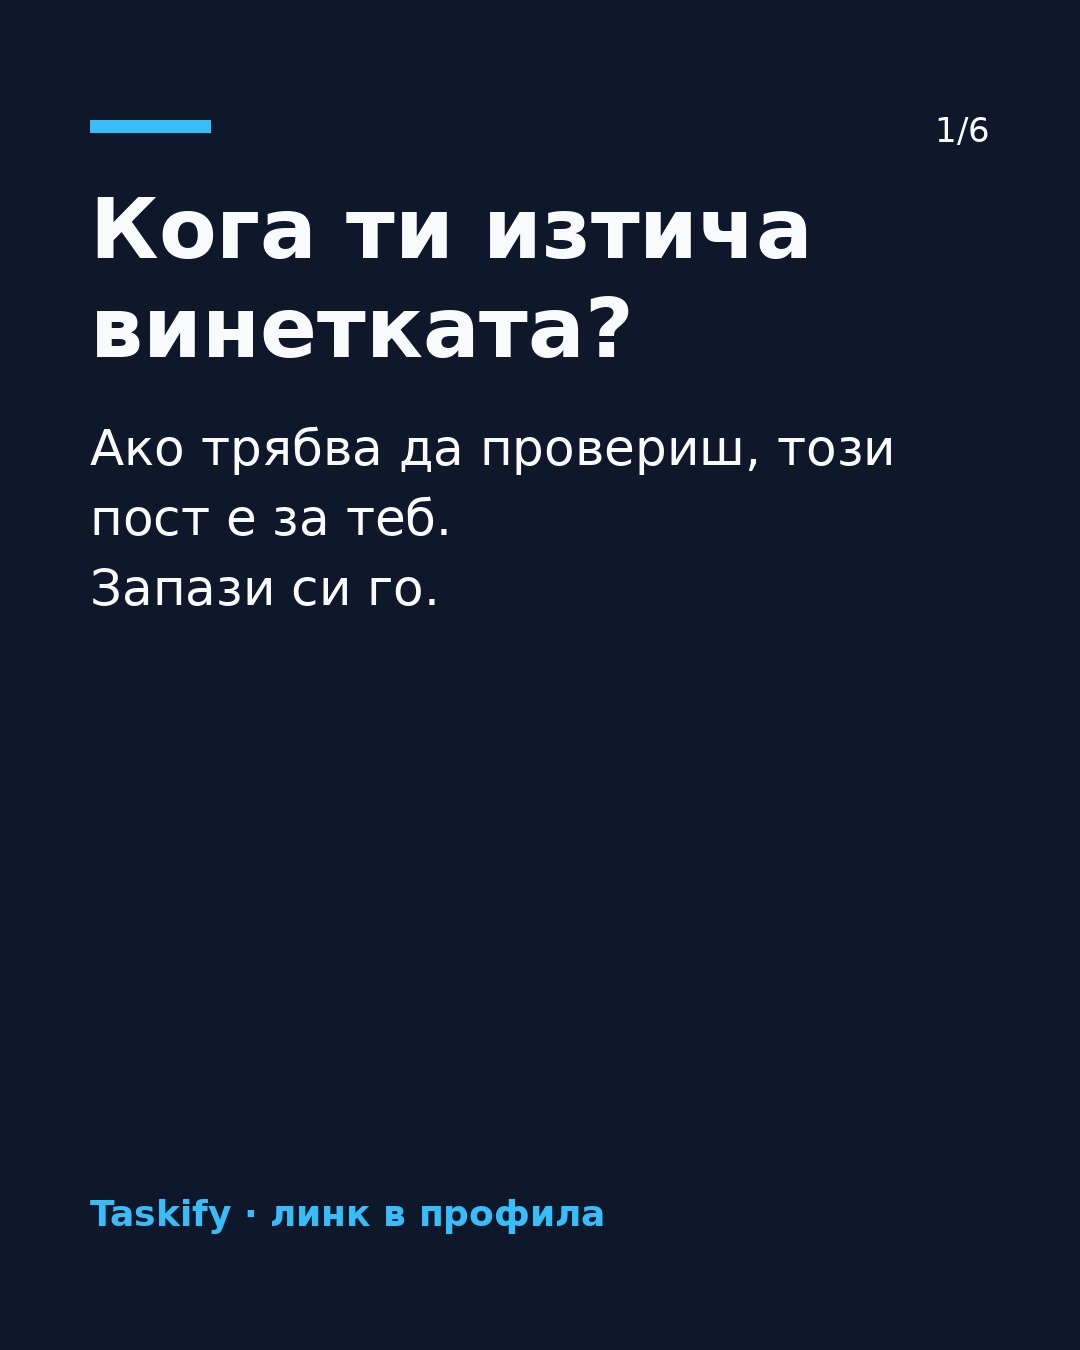 1/6
Кога ти изтича
винетката?
Ако трябва да провериш, този
пост е за теб.
Запази си го.
Taskify · линк в профила